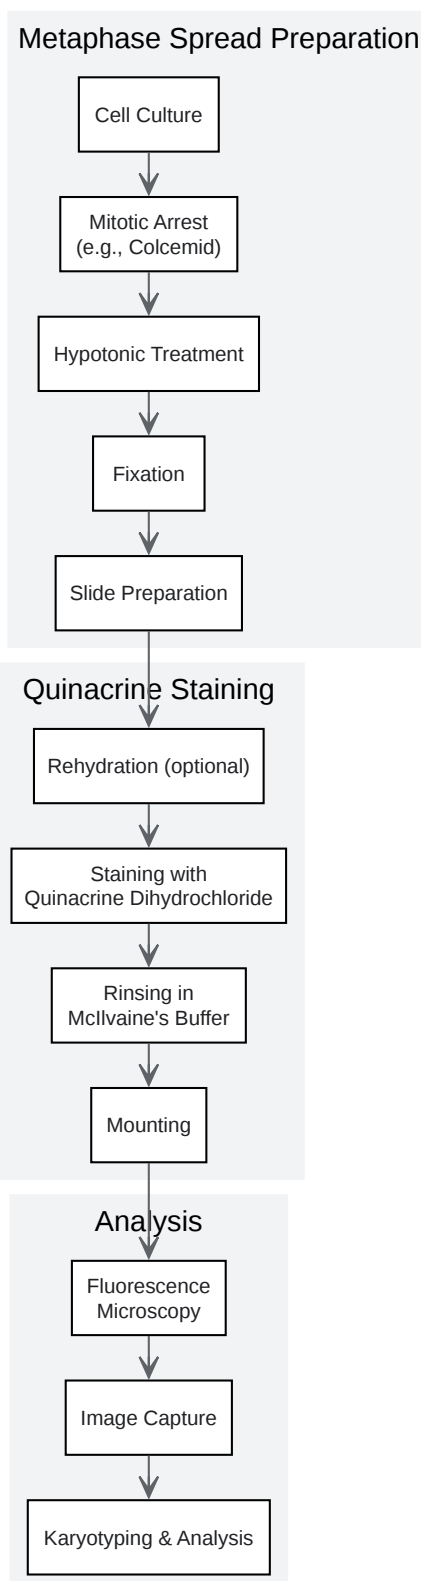 Metaphase Spread Preparation
Cell Culture
Mitotic Arrest
(e.g., Colcemid)
Hypotonic Treatment
Fixation
Slide Preparation
Quinacrine Staining
Rehydration (optional)
Staining with
Quinacrine Dihydrochloride
Rinsing in
McIlvaine's Buffer
Mounting
Analysis
Fluorescence
Microscopy
Image Capture
Karyotyping & Analysis